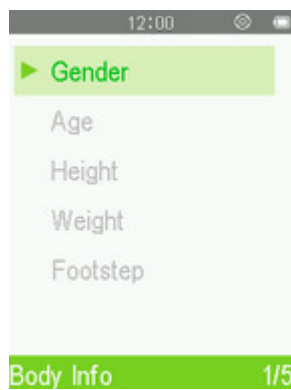 12:00
Gender
Age
Height
Weight
Footstep
Body Info 1/5